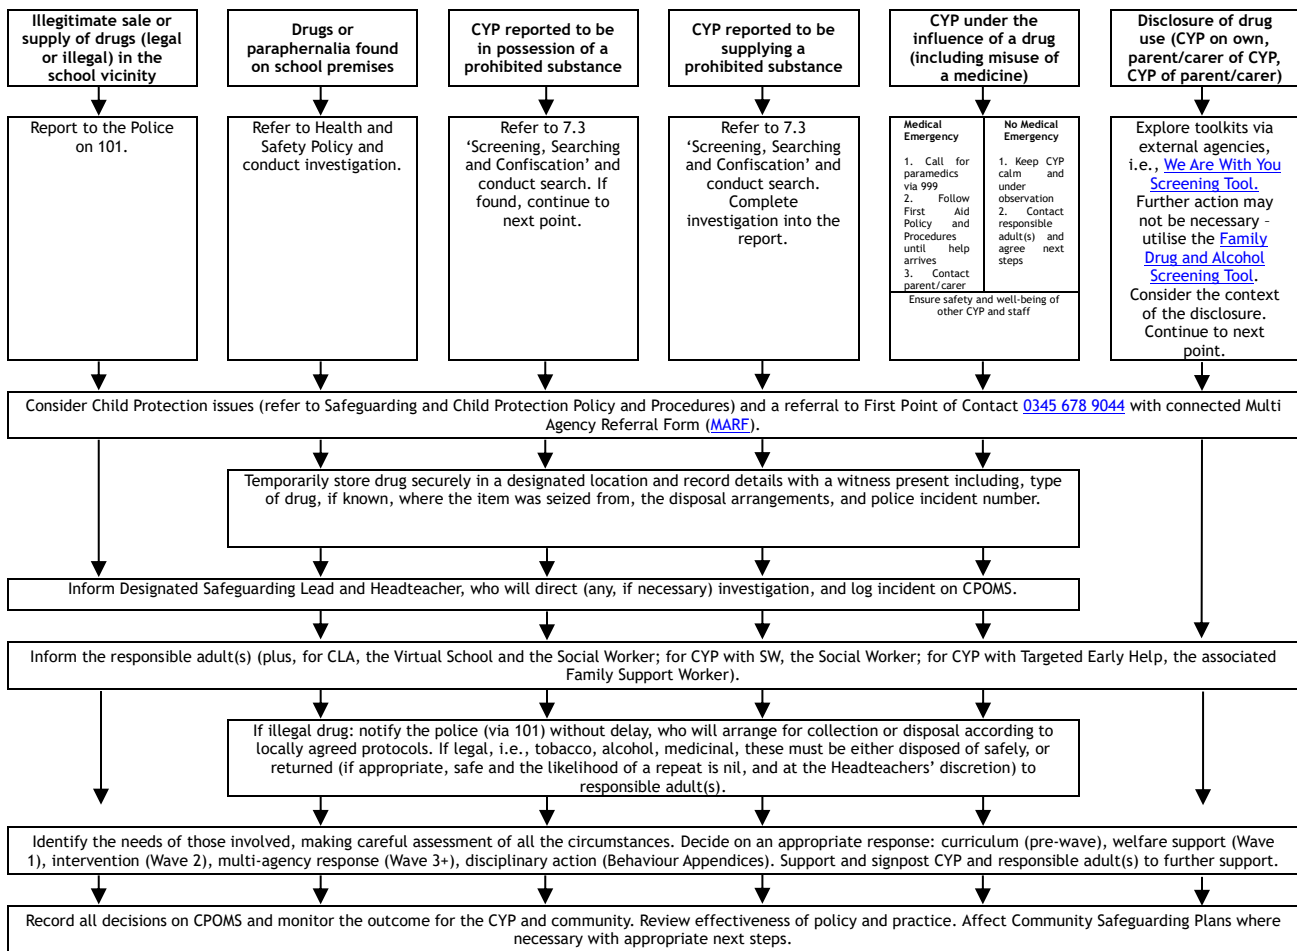 Illegitimate sale or
supply of drugs (legal
or illegal) in the
school vicinity
Drugs or
paraphernalia found
on school premises
CYP reported to be
in possession of a
prohibited substance
CYP reported to be
supplying a
prohibited substance
CYP under the
influence of a drug
(including misuse of
a medicine)
Disclosure of drug
use (CYP on own,
parent/carer of CYP,
CYP of parent/carer)
Report to the Police
on 101.
Refer to Health and
Safety Policy and
conduct investigation.
Refer to 7.3
‘Screening, Searching
and Confiscation’ and
conduct search. If
found, continue to
next point.
Refer to 7.3
‘Screening, Searching
and Confiscation’ and
conduct search.
Complete
investigation into the
report.
Medical
Emergency
1. Call for
paramedics
via 999
2. Follow
First Aid
Policy and
Procedures
until help
arrives
3. Contact
parent/carer
No Medical
Emergency
1. Keep CYP
calm and
under
observation
2. Contact
responsible
adult(s) and
agree next
steps
Ensure safety and well-being of
other CYP and staff
Explore toolkits via
external agencies,
i.e., We Are With You
Screening Tool.
Further action may
not be necessary –
utilise the Family
Drug and Alcohol
Screening Tool.
Consider the context
of the disclosure.
Continue to next
point.
Consider Child Protection issues (refer to Safeguarding and Child Protection Policy and Procedures) and a referral to First Point of Contact 0345 678 9044 with connected Multi
Agency Referral Form (MARF).
Temporarily store drug securely in a designated location and record details with a witness present including, type
of drug, if known, where the item was seized from, the disposal arrangements, and police incident number.
Inform Designated Safeguarding Lead and Headteacher, who will direct (any, if necessary) investigation, and log incident on CPOMS.
Inform the responsible adult(s) (plus, for CLA, the Virtual School and the Social Worker; for CYP with SW, the Social Worker; for CYP with Targeted Early Help, the associated
Family Support Worker).
If illegal drug: notify the police (via 101) without delay, who will arrange for collection or disposal according to
locally agreed protocols. If legal, i.e., tobacco, alcohol, medicinal, these must be either disposed of safely, or
returned (if appropriate, safe and the likelihood of a repeat is nil, and at the Headteachers’ discretion) to
responsible adult(s).
Identify the needs of those involved, making careful assessment of all the circumstances. Decide on an appropriate response: curriculum (pre-wave), welfare support (Wave
1), intervention (Wave 2), multi-agency response (Wave 3+), disciplinary action (Behaviour Appendices). Support and signpost CYP and responsible adult(s) to further support.
Record all decisions on CPOMS and monitor the outcome for the CYP and community. Review effectiveness of policy and practice. Affect Community Safeguarding Plans where
necessary with appropriate next steps.